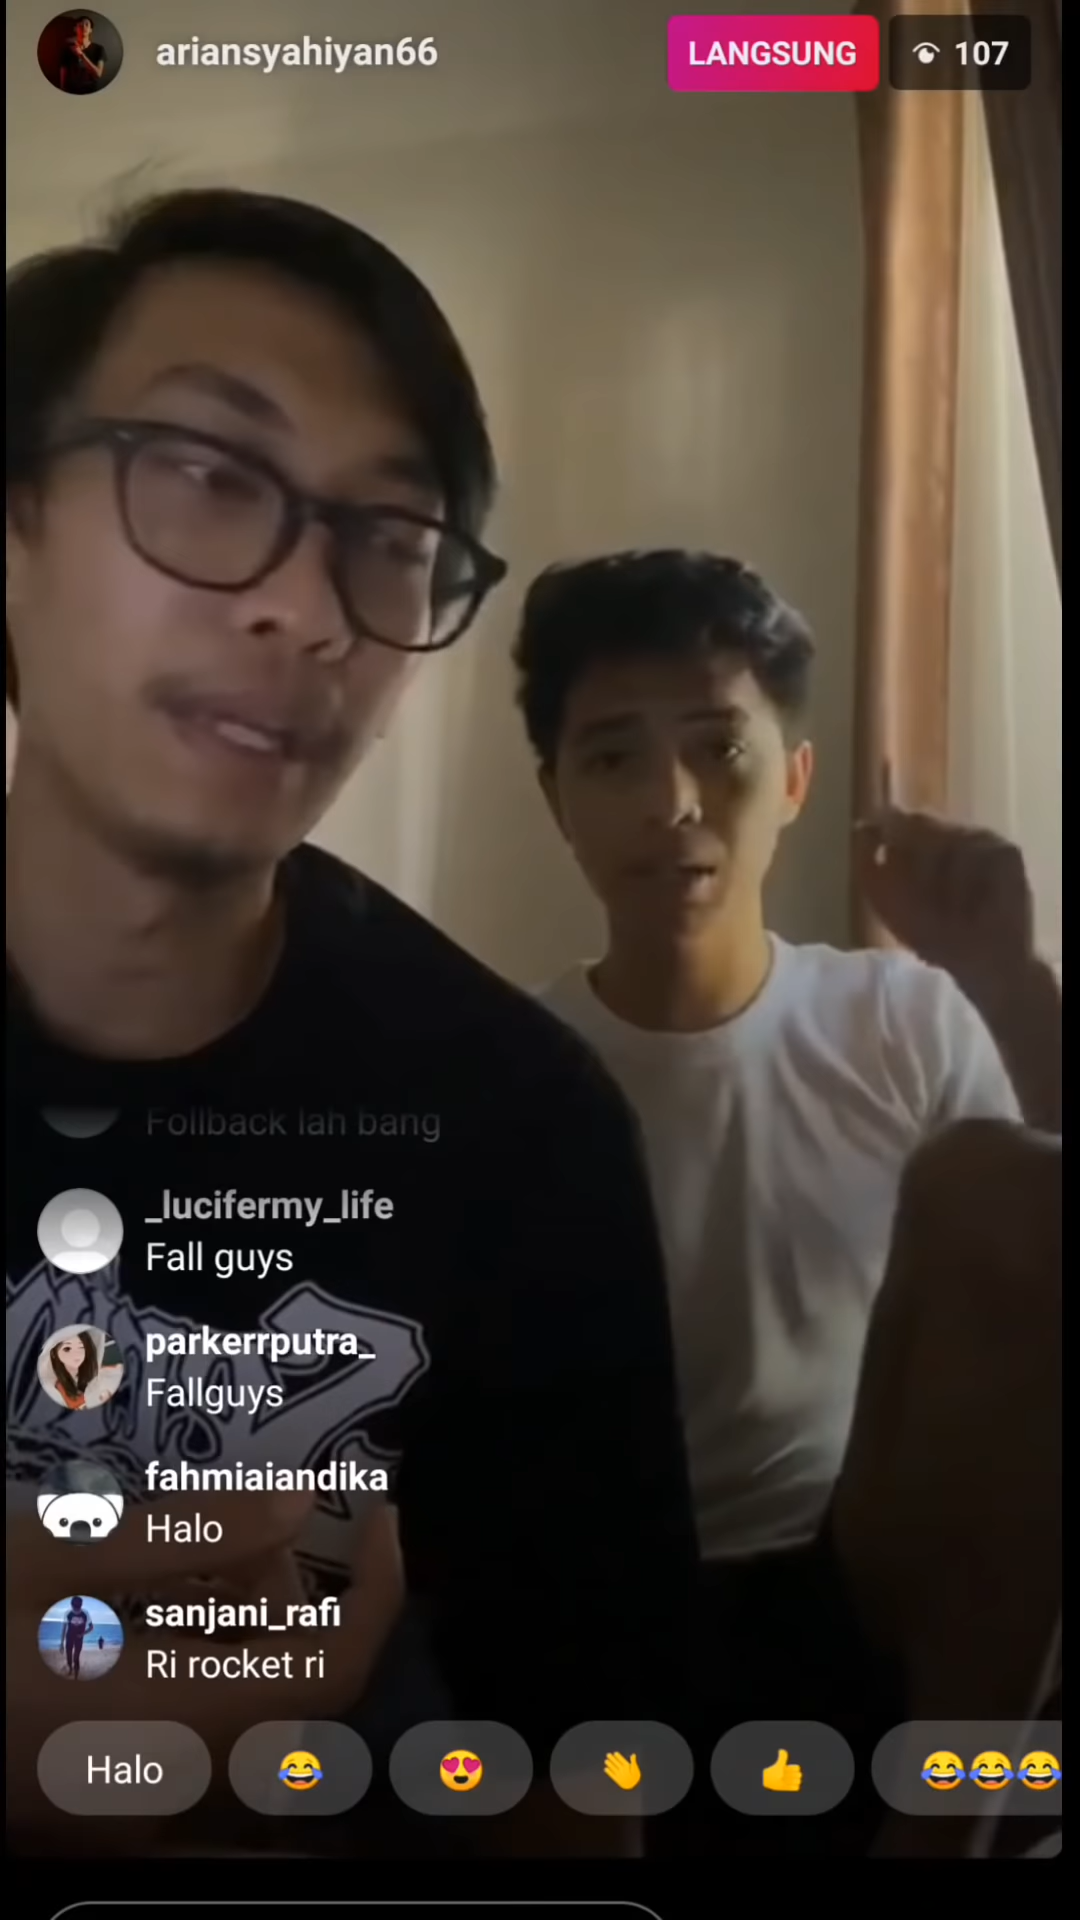 ariansyahiyan66
LANGSUNG
107
Follback lah bang
_lucifermy_life
Fall guys
parkerrputra_
Fallguys
fahmiaiandika
Halo
sanjani_rafi
Ri rocket ri
Halo